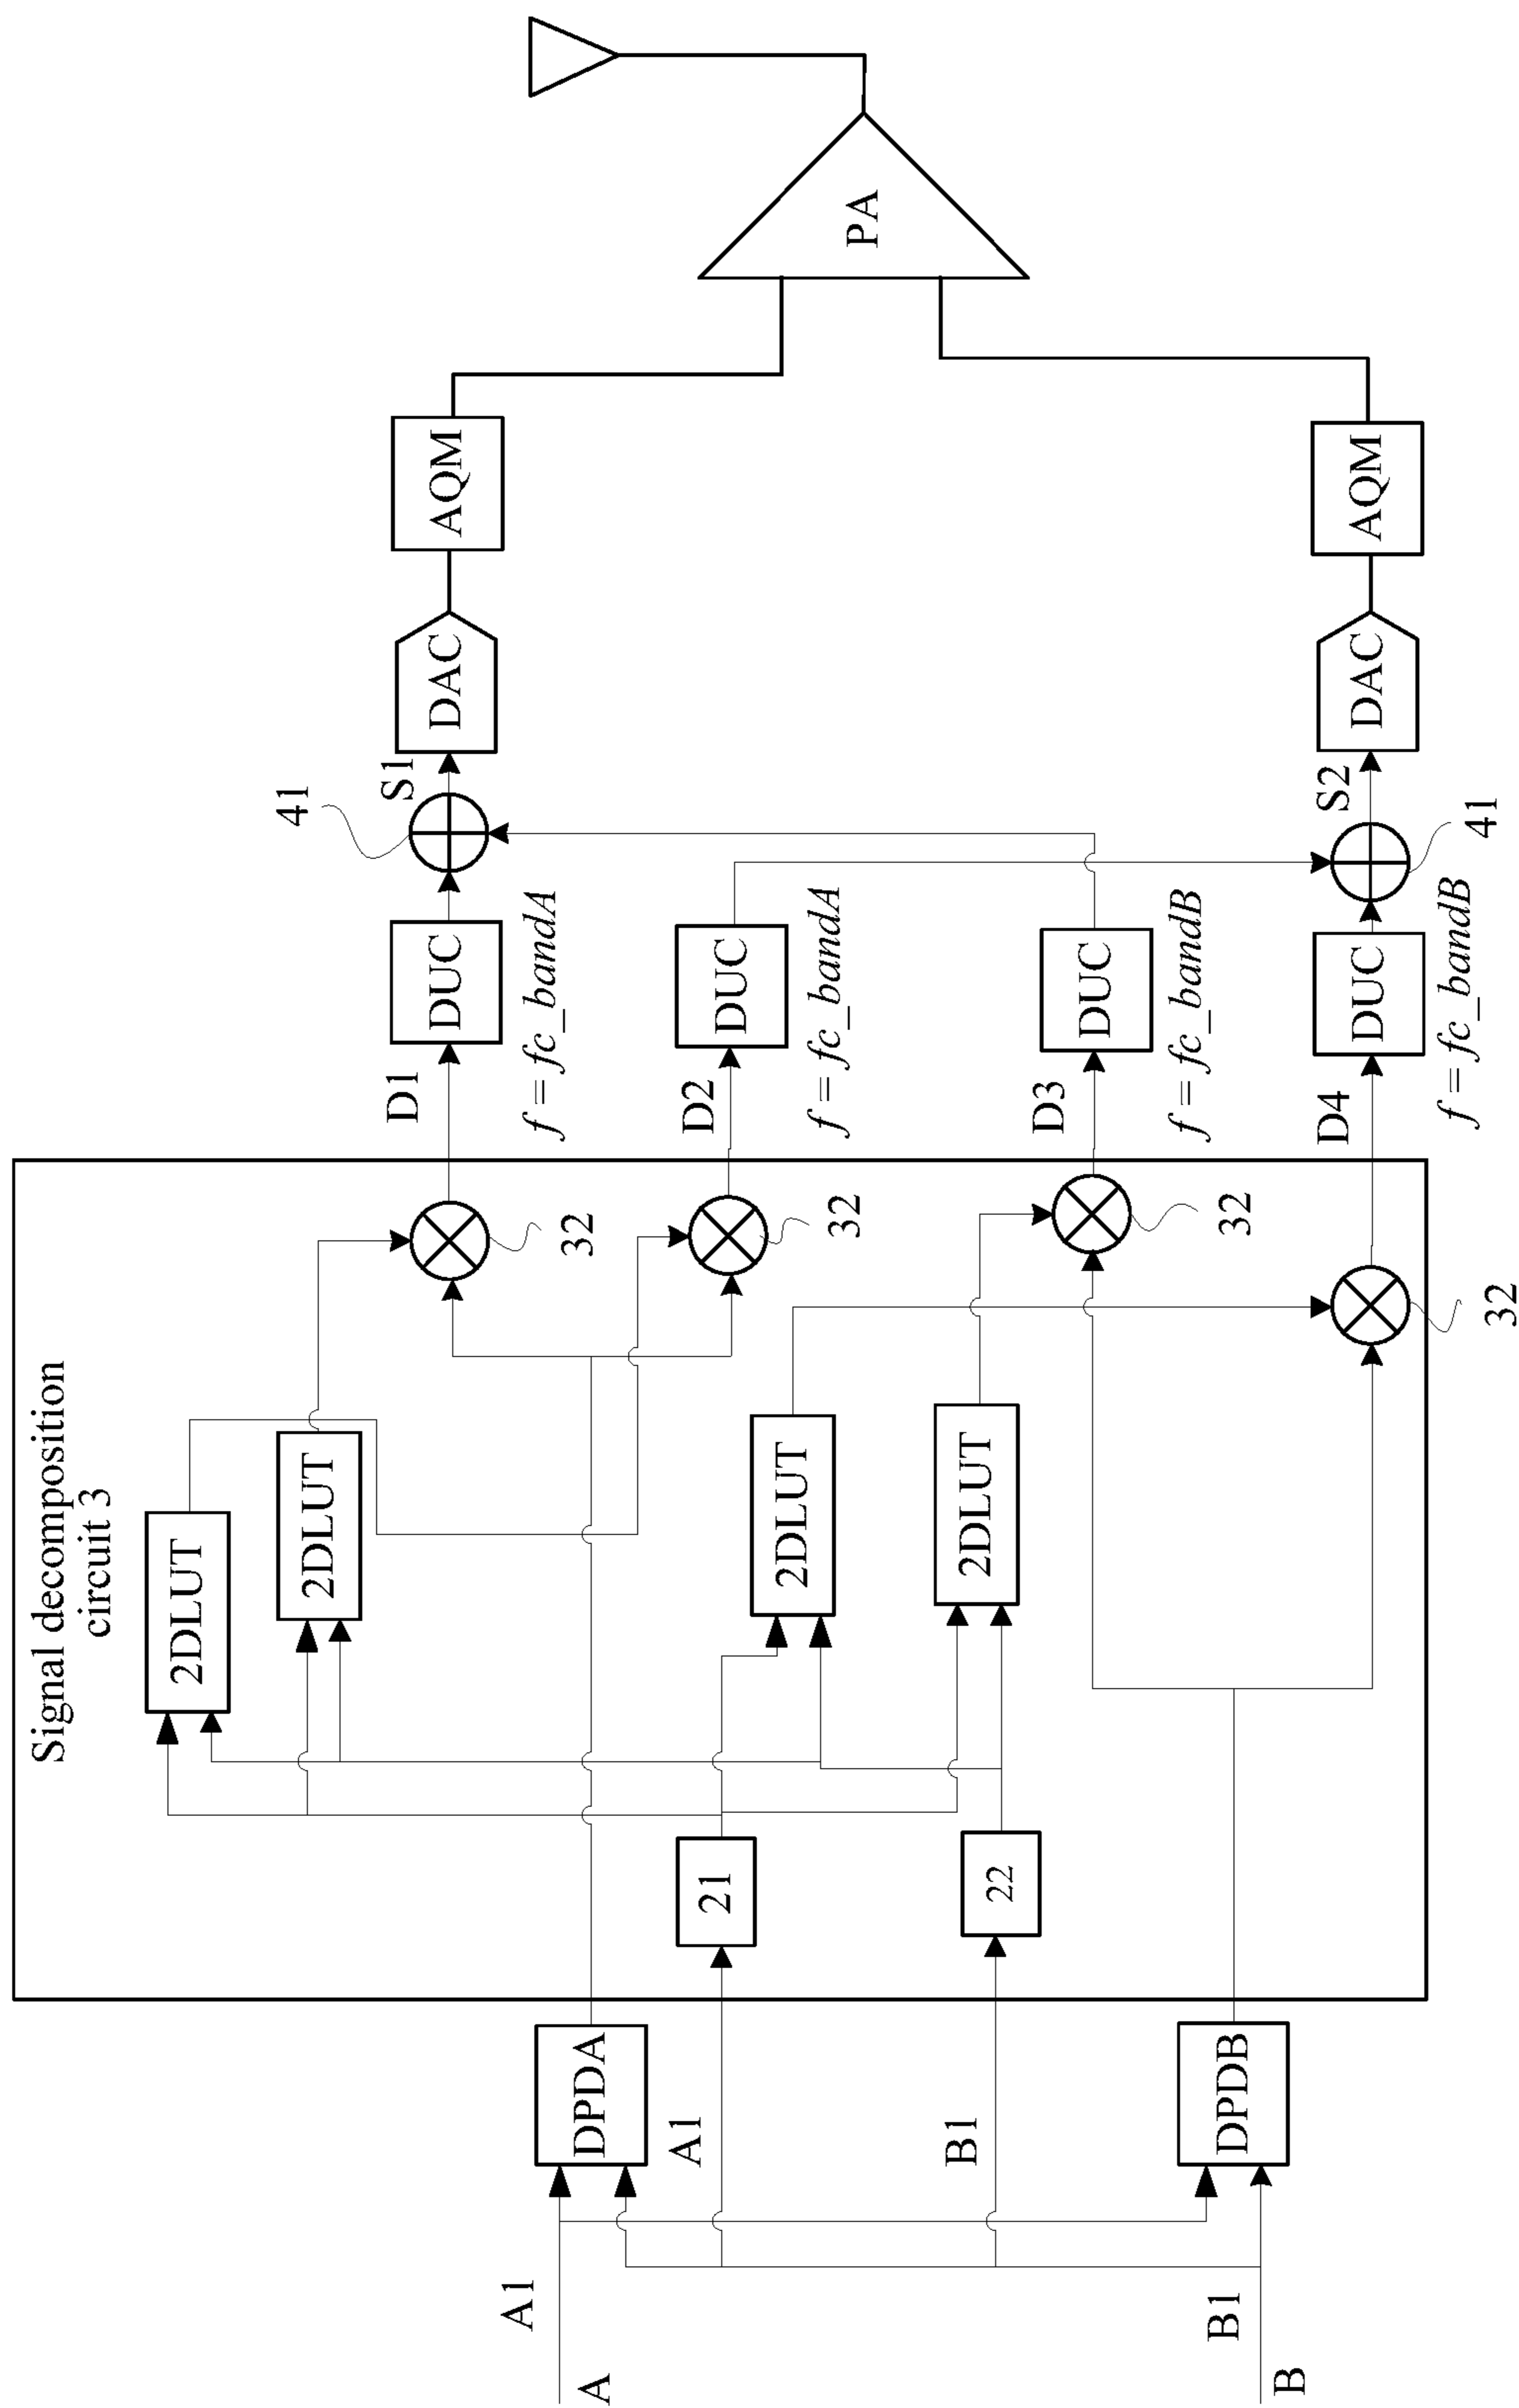 Signal decomposition
circuit 3
A
A1
B1
B
DPDA
A1
B1
DPDB
21
22
2DLUT
2DLUT
2DLUT
2DLUT
32
32
32
32
D1
D2
D3
D4
DUC
f = fc_bandA
DUC
f = fc_bandA
DUC
f = fc_bandB
DUC
f = fc_bandB
41
S1
S2
41
DAC
DAC
AQM
AQM
PA